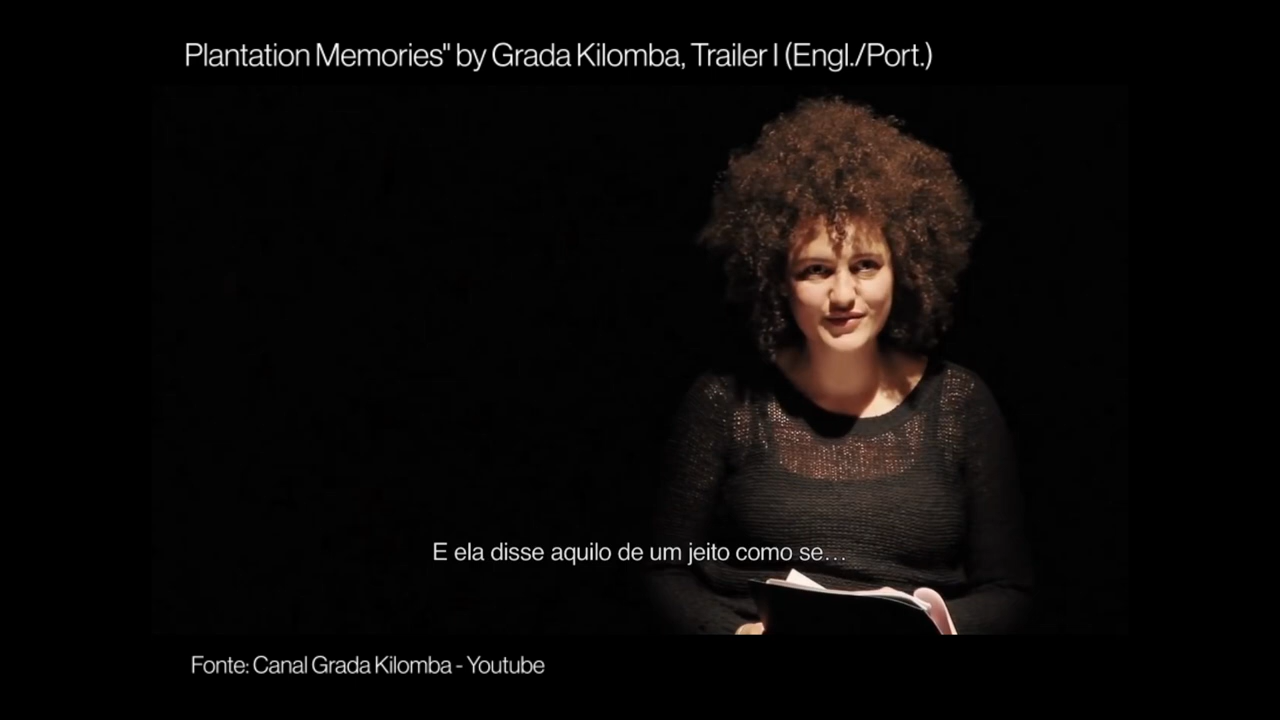 Plantation Memories" by Grada Kilomba, Trailer I (Engl./Port.)
E ela disse aquilo de um jeito como se...
Fonte: Canal Grada Kilomba - Youtube